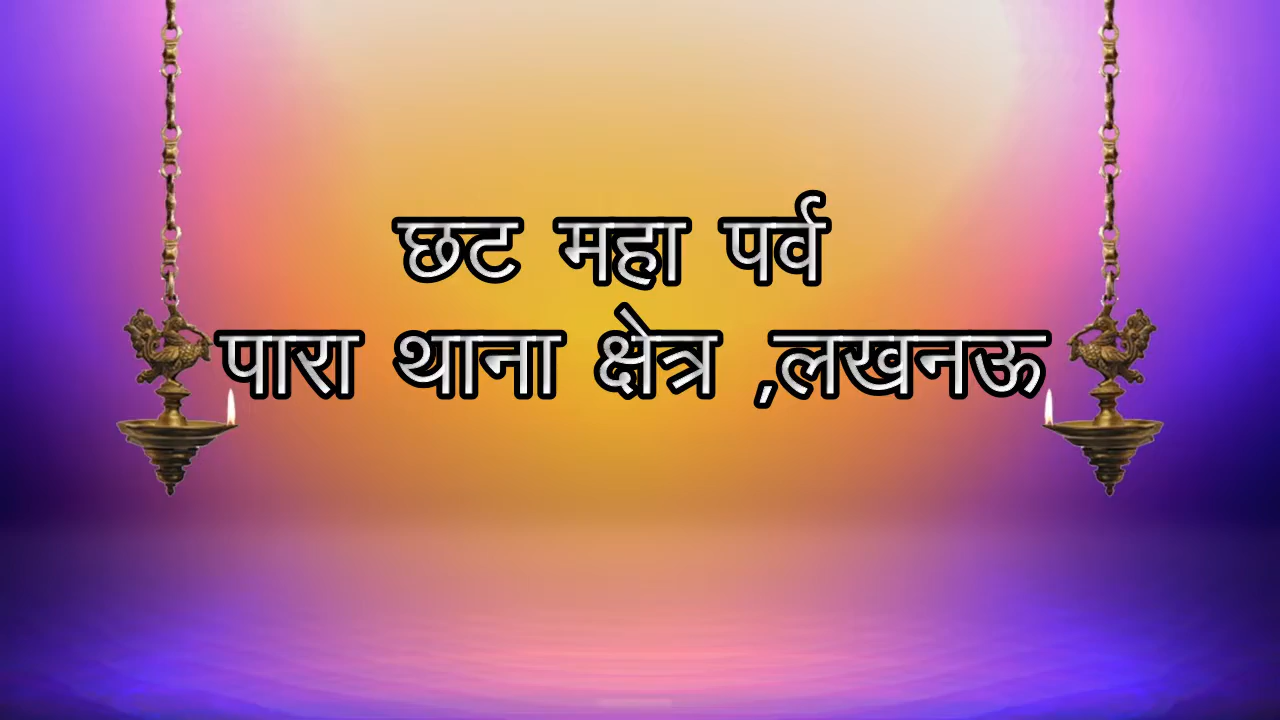 छट महा पर्व
पारा थाना क्षेत्र ,लखनऊ